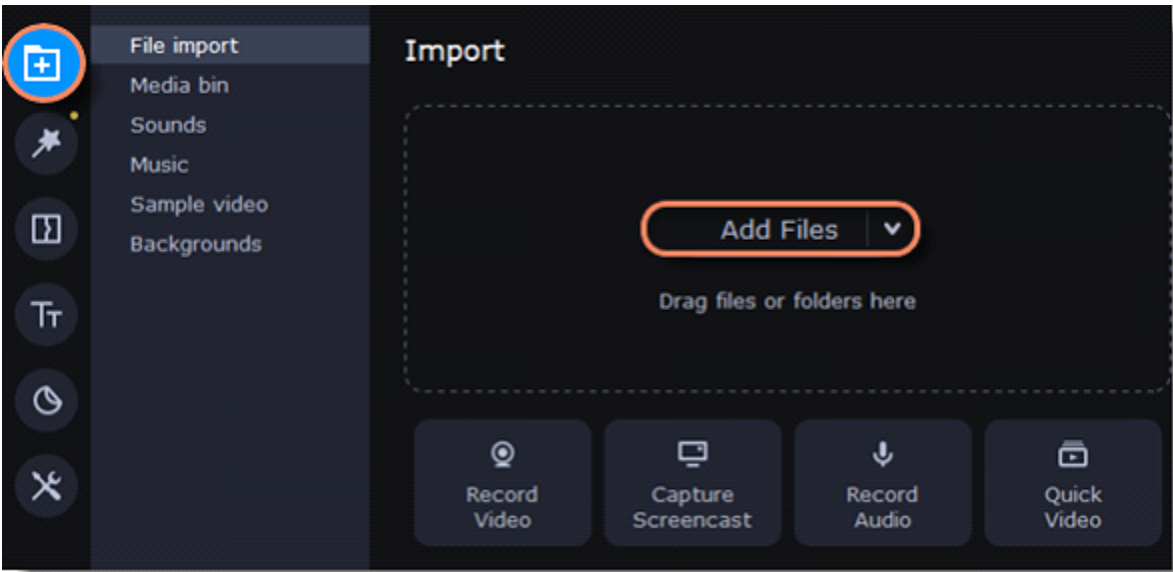 File import
Media bin
Sounds
Music
Sample video
Backgrounds
Import
Add Files
Drag files or folders here
Record
Video
Capture
Screencast
Record
Audio
Quick
Video